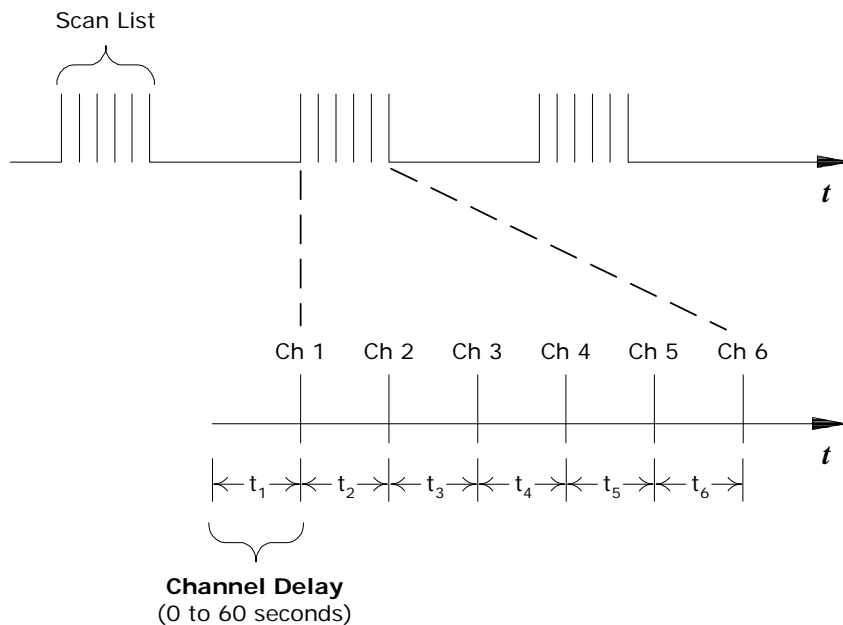 Scan List
t
Ch 1 Ch 2 Ch 3 Ch 4 Ch 5 Ch 6
t
t₁ t₂ t₃ t₄ t₅ t₆
Channel Delay
(0 to 60 seconds)